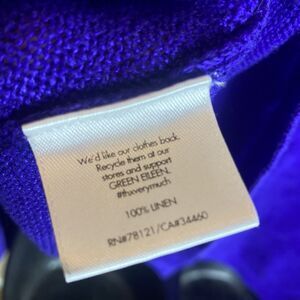 We'd like our clothes back.
Recycle them at our
stores and support
GREEN EILEEN.
#thxverymuch
100% LINEN
RN#78121/CA#34460